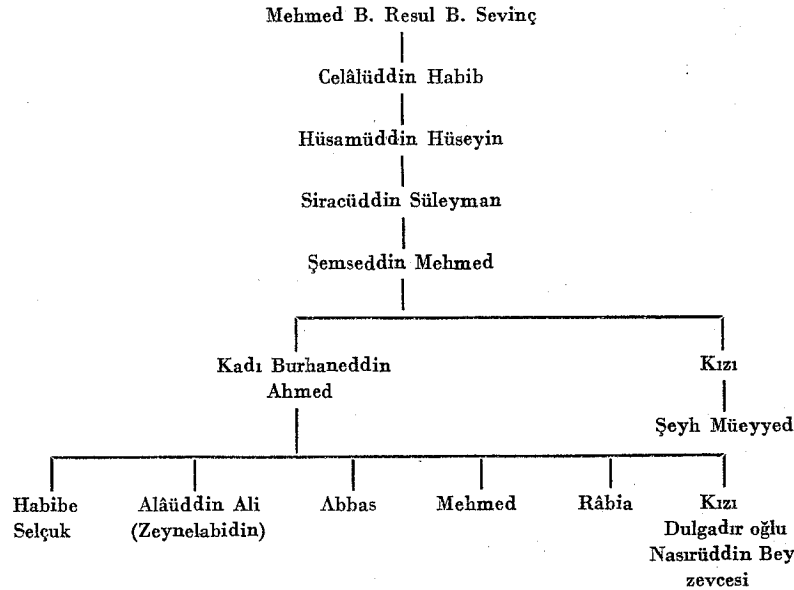 Mehmed B. Resul B. Sevinç
Celâlüddin Habib
Hüsamüddin Hüseyin
Siracüddin Süleyman
Şemseddin Mehmed
Kadı Burhaneddin
Ahmed
Kızı
Şeyh Müeyyed
Habibe
Selçuk
Alâüddin Ali
(Zeynelabidin)
Abbas
Mehmed
Râbia
Kızı
Dulgadır oğlu
Nasırüddin Bey
zevcesi